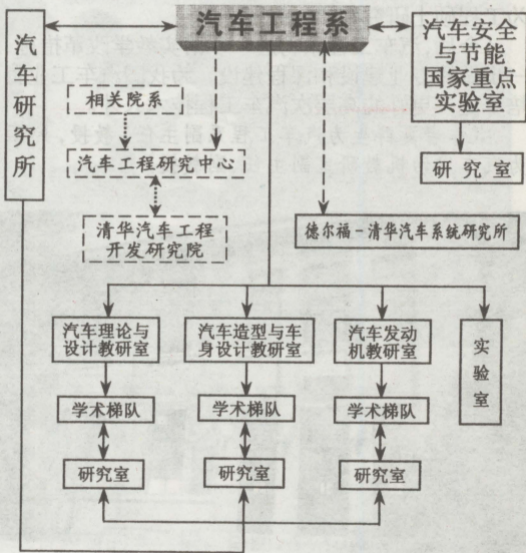 汽车工程系
汽车研究所
汽车安全
与节能
国家重点
实验室
研究室
相关院系
汽车工程研究中心
清华汽车工程
开发研究院
德尔福-清华汽车系统研究所
汽车理论与
设计教研室
汽车造型与车
身设计教研室
汽车发动
机教研室
实验室
学术梯队
学术梯队
学术梯队
研究室
研究室
研究室